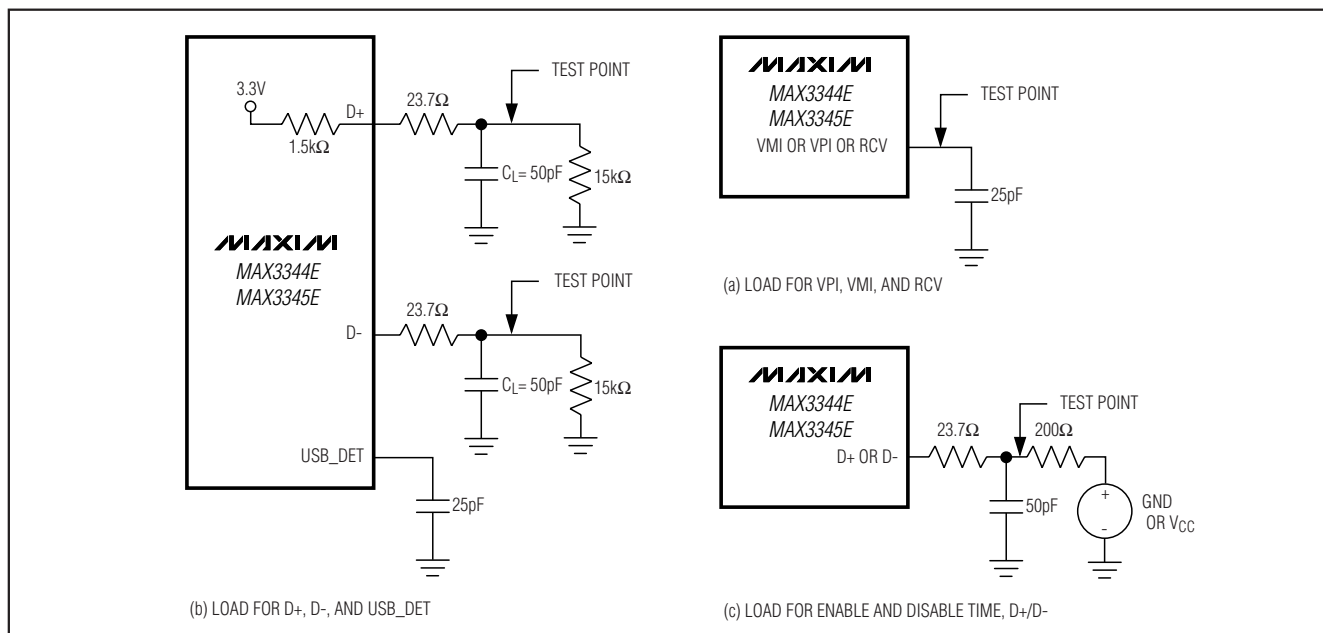 3.3V
1.5kΩ
D+
23.7Ω
TEST POINT
CL= 50pF
15kΩ
MAXIM
MAX3344E
MAX3345E
D-
23.7Ω
TEST POINT
CL= 50pF
15kΩ
USB_DET
25pF
(b) LOAD FOR D+, D-, AND USB_DET
MAXIM
MAX3344E
MAX3345E
VMI OR VPI OR RCV
TEST POINT
25pF
(a) LOAD FOR VPI, VMI, AND RCV
MAXIM
MAX3344E
MAX3345E
D+ OR D-
23.7Ω
TEST POINT
200Ω
50pF
+
-
GND
OR VCC
(c) LOAD FOR ENABLE AND DISABLE TIME, D+/D-